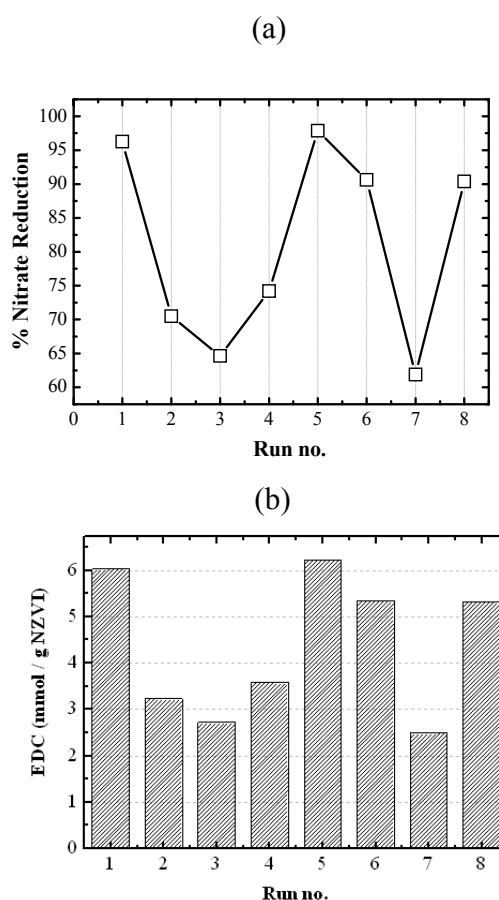 (a)
100
95
90
85
80
75
70
65
60
% Nitrate Reduction
0 1 2 3 4 5 6 7 8
Run no.
(b)
6
5
4
3
2
1
0
EDC (mmol / g NZVI)
1 2 3 4 5 6 7 8
Run no.